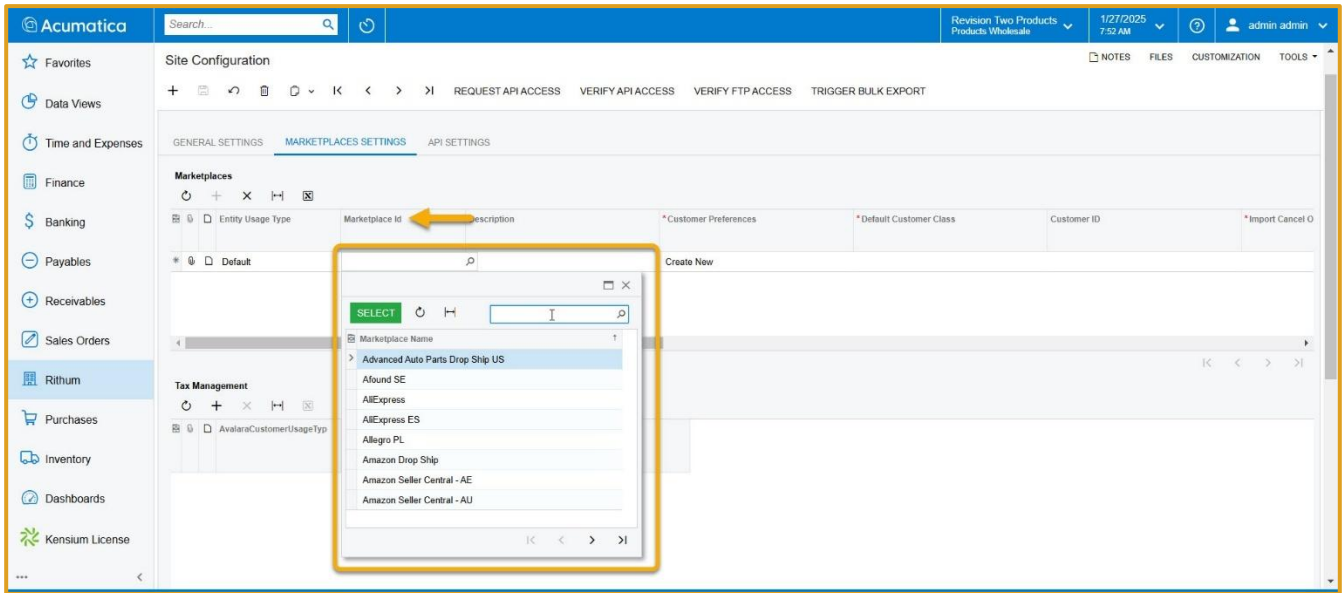 Acumatica
Search...
Revision Two Products
Products Wholesale
1/27/2025
7:52 AM
admin admin
Favorites
Data Views
Time and Expenses
Finance
Banking
Payables
Receivables
Sales Orders
Rithum
Purchases
Inventory
Dashboards
Kensium License
Site Configuration
NOTES FILES CUSTOMIZATION TOOLS
REQUEST API ACCESS VERIFY API ACCESS VERIFY FTP ACCESS TRIGGER BULK EXPORT
GENERAL SETTINGS MARKETPLACES SETTINGS API SETTINGS
Marketplaces
Entity Usage Type Marketplace Id Description *Customer Preferences *Default Customer Class Customer ID *Import Cancel O
Default Create New
SELECT
Marketplace Name
Advanced Auto Parts Drop Ship US
Afound SE
AliExpress
AliExpress ES
Allegro PL
Amazon Drop Ship
Amazon Seller Central - AE
Amazon Seller Central - AU
Tax Management
AvalaraCustomerUsageTyp